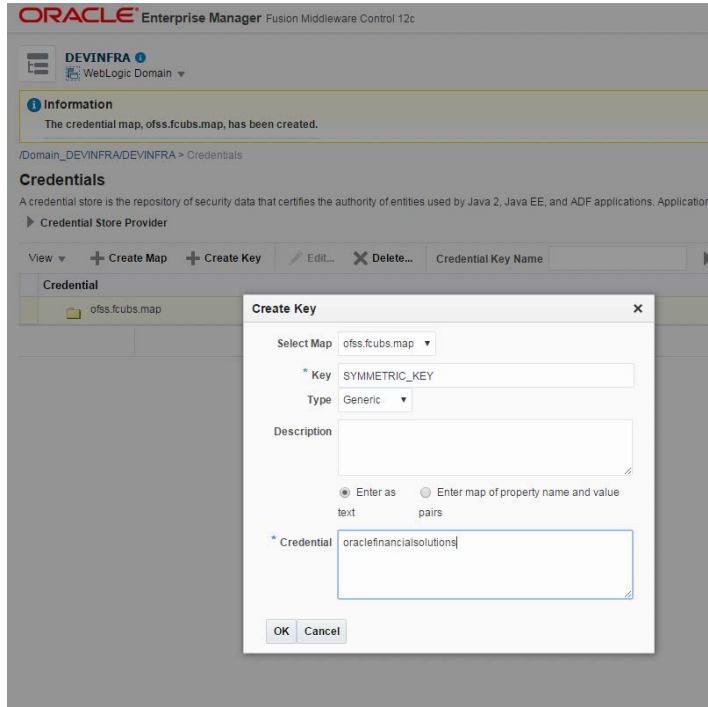 ORACLE Enterprise Manager Fusion Middleware Control 12c
DEVINFRA
WebLogic Domain
Information
The credential map, ofss.fcubs.map, has been created.
/Domain_DEVINFRA/DEVINFRA > Credentials
Credentials
A credential store is the repository of security data that certifies the authority of entities used by Java 2, Java EE, and ADF applications. Application
Credential Store Provider
View Create Map Create Key Edit... Delete... Credential Key Name
Credential
ofss.fcubs.map
Create Key
Select Map ofss.fcubs.map
* Key SYMMETRIC_KEY
Type Generic
Description
Enter as Enter map of property name and value
text pairs
* Credential oraclefinancialsolutions
OK Cancel